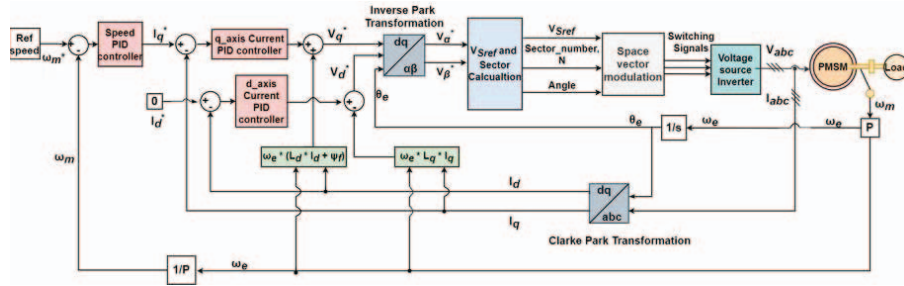 Ref
speed
ωm*
+
-
Speed
PID
controller
Iq*
+
-
q_axis Current
PID controller
Vq*
+
+
Inverse Park
Transformation
dq
αβ
Vα*
Vβ*
VSref and
Sector
Calcualtion
VSref
Sector_number,
N
Angle
Space
vector
modulation
Switching
Signals
Voltage
source
Inverter
Vabc
Iabc
PMSM
Load
ωm
P
0
Id*
+
-
d_axis
Current
PID
controller
Vd*
+
-
θe
θe
1/s
ωe
ωe
ωm
ωe * (Ld * Id + ψf)
ωe * Lq * Iq
Id
Iq
dq
abc
Clarke Park Transformation
1/P
ωe